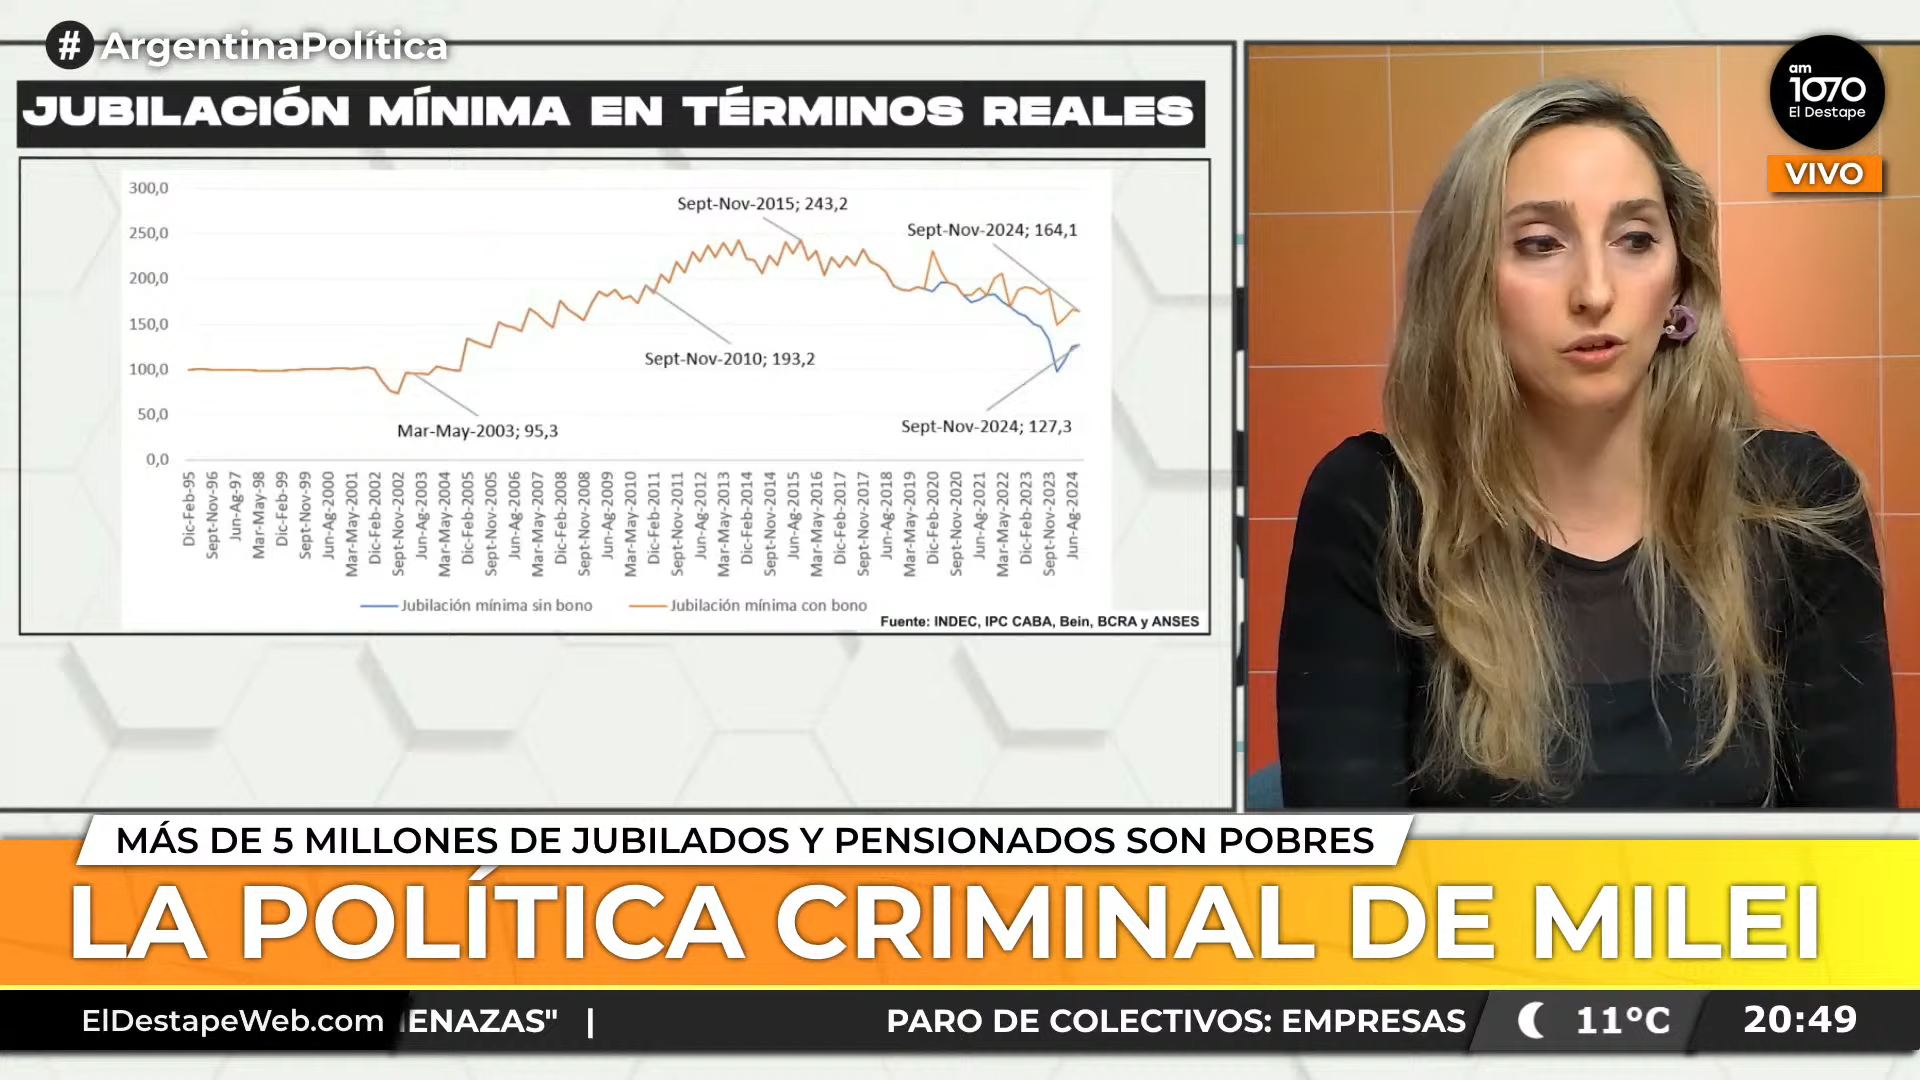 # ArgentinaPolítica
JUBILACIÓN MÍNIMA EN TÉRMINOS REALES
300,0
250,0
200,0
150,0
100,0
50,0
0,0
Sept-Nov-2015; 243,2
Sept-Nov-2024; 164,1
Sept-Nov-2010; 193,2
Mar-May-2003; 95,3
Sept-Nov-2024; 127,3
Dic-Feb-95
Sept-Nov-96
Jun-Ag-97
Mar-May-98
Dic-Feb-99
Sept-Nov-99
Jun-Ag-2000
Mar-May-2001
Dic-Feb-2002
Sept-Nov-2002
Jun-Ag-2003
Mar-May-2004
Dic-Feb-2005
Sept-Nov-2005
Jun-Ag-2006
Mar-May-2007
Dic-Feb-2008
Sept-Nov-2008
Jun-Ag-2009
Mar-May-2010
Dic-Feb-2011
Sept-Nov-2011
Jun-Ag-2012
Mar-May-2013
Dic-Feb-2014
Sept-Nov-2014
Jun-Ag-2015
Mar-May-2016
Dic-Feb-2017
Sept-Nov-2017
Jun-Ag-2018
Mar-May-2019
Dic-Feb-2020
Sept-Nov-2020
Jun-Ag-2021
Mar-May-2022
Dic-Feb-2023
Sept-Nov-2023
Jun-Ag-2024
Jubilación mínima sin bono
Jubilación mínima con bono
Fuente: INDEC, IPC CABA, Bein, BCRA y ANSES
am
1070
El Destape
VIVO
MÁS DE 5 MILLONES DE JUBILADOS Y PENSIONADOS SON POBRES
LA POLÍTICA CRIMINAL DE MILEI
ElDestapeWeb.com
ENAZAS" | PARO DE COLECTIVOS: EMPRESAS
11°C
20:49